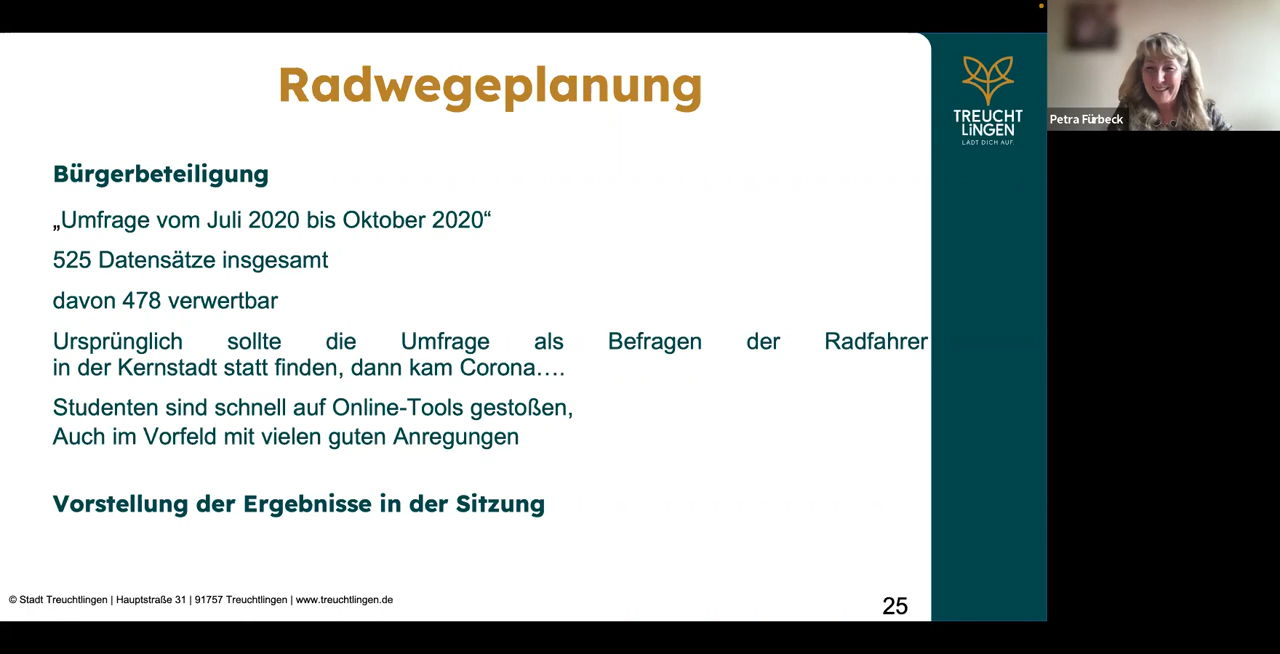 Radwegeplanung
Bürgerbeteiligung
„Umfrage vom Juli 2020 bis Oktober 2020“
525 Datensätze insgesamt
davon 478 verwertbar
Ursprünglich sollte die Umfrage als Befragen der Radfahrer
in der Kernstadt statt finden, dann kam Corona….
Studenten sind schnell auf Online-Tools gestoßen,
Auch im Vorfeld mit vielen guten Anregungen
Vorstellung der Ergebnisse in der Sitzung
© Stadt Treuchtlingen | Hauptstraße 31 | 91757 Treuchtlingen | www.treuchtlingen.de
25
TREUCHT
LiNGEN
LÄDT DICH AUF.
Petra Fürbeck